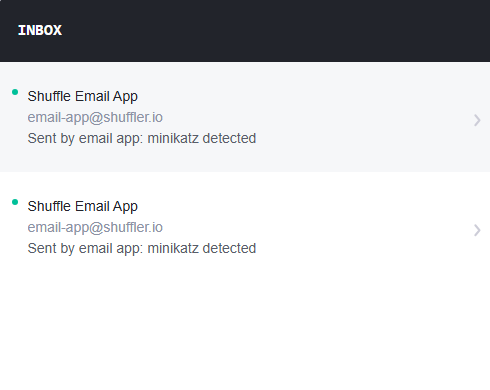 INBOX
Shuffle Email App
email-app@shuffler.io
Sent by email app: minikatz detected
Shuffle Email App
email-app@shuffler.io
Sent by email app: minikatz detected